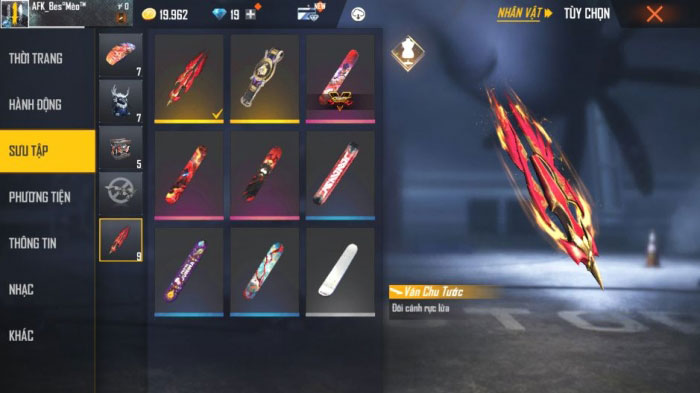 AFK_Bes°Mèo™
0
19.962
19
NHÂN VẬT
TÙY CHỌN
THỜI TRANG
HÀNH ĐỘNG
SƯU TẬP
PHƯƠNG TIỆN
THÔNG TIN
NHẠC
KHÁC
7
7
5
9
Ván Chu Tước
Đôi cánh rực lửa